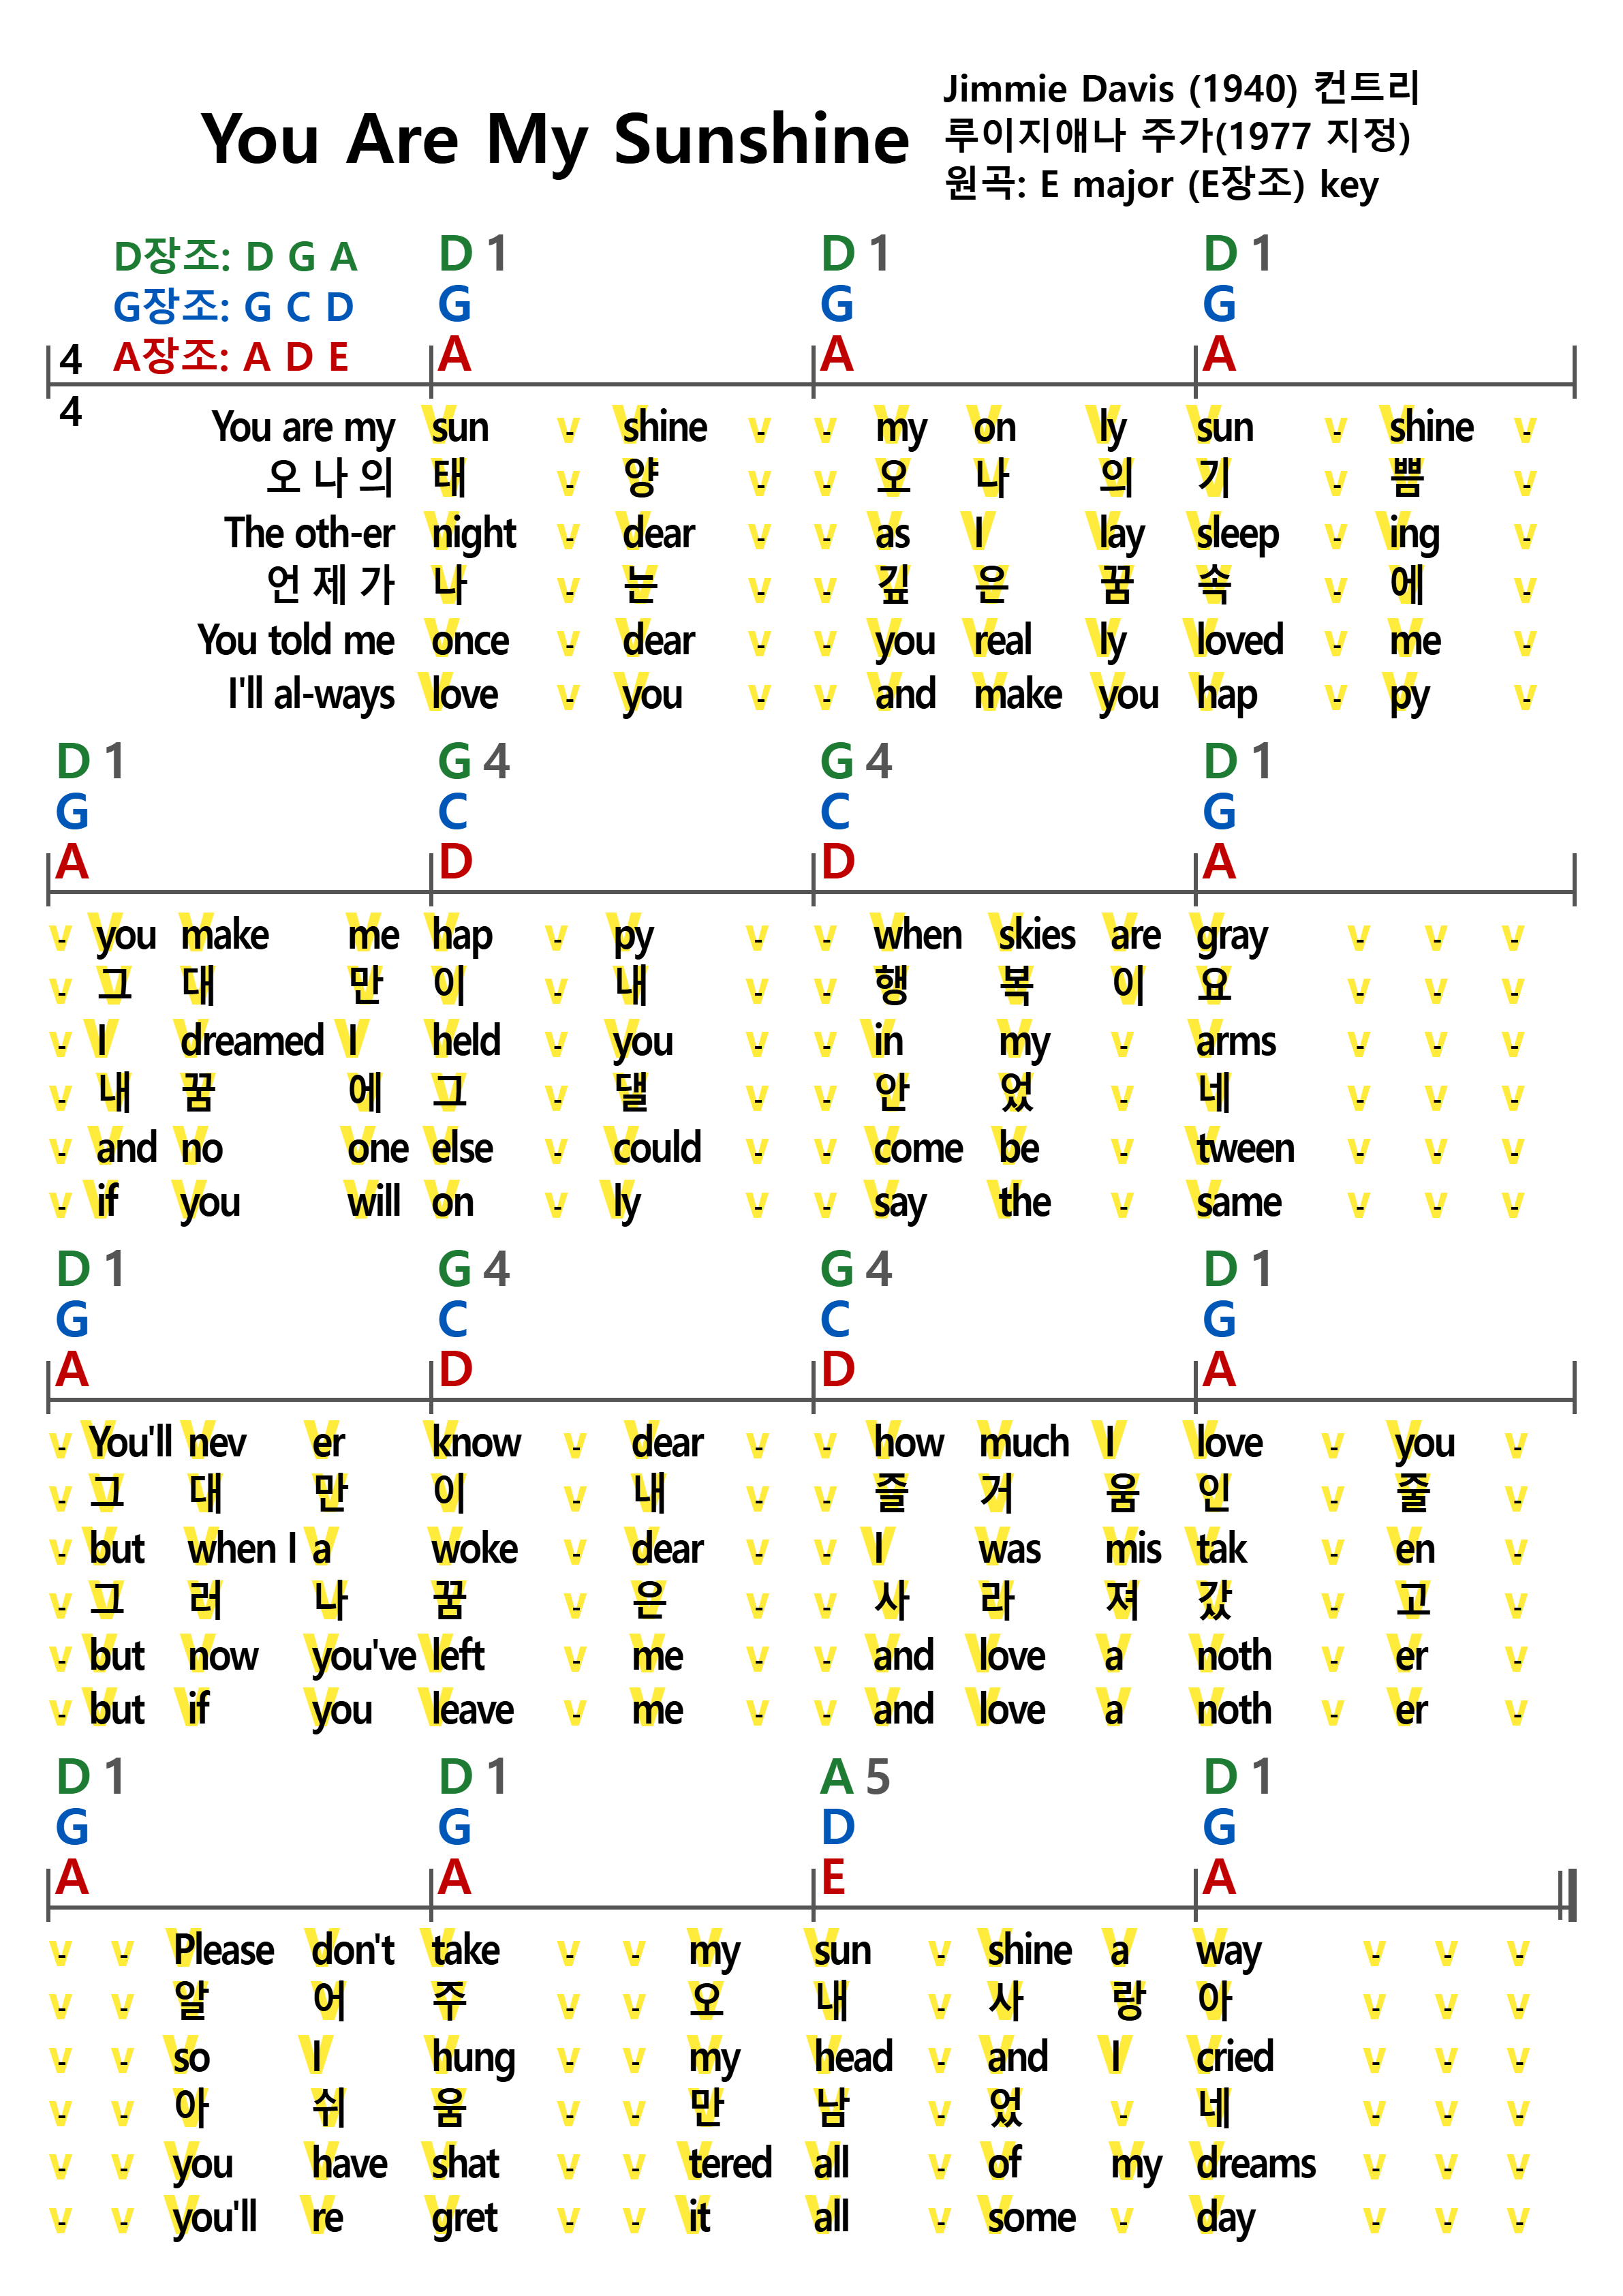 You Are My Sunshine
Jimmie Davis (1940) 컨트리
루이지애나 주가(1977 지정)
원곡: E major (E장조) key
D장조: D G A
G장조: G C D
A장조: A D E
D 1 D 1 D 1
G G G
A A A
4
4
You are my sun - shine - - my on ly sun - shine -
오 나 의 태 - 양 - - 오 나 의 기 - 쁨 -
The oth-er night - dear - - as I lay sleep - ing -
언 제 가 나 - 는 - - 깊 은 꿈 속 - 에 -
You told me once - dear - - you real ly loved - me -
I'll al-ways love - you - - and make you hap - py -
D 1 G 4 G 4 D 1
G C C G
A D D A
- you make me hap - py - - when skies are gray - - -
- 그 대 만 이 - 내 - - 행 복 이 요 - - -
- I dreamed I held - you - - in my - arms - - -
- 내 꿈 에 그 - 댈 - - 안 었 - 네 - - -
- and no one else - could - - come be - tween - - -
- if you will on - ly - - say the - same - - -
D 1 G 4 G 4 D 1
G C C G
A D D A
- You'll nev er know - dear - - how much I love - you -
- 그 대 만 이 - 내 - - 즐 거 움 인 - 줄 -
- but when I a woke - dear - - I was mis tak - en -
- 그 러 나 꿈 - 은 - - 사 라 져 갔 - 고 -
- but now you've left - me - - and love a noth - er -
- but if you leave - me - - and love a noth - er -
D 1 D 1 A 5 D 1
G G D G
A A E A
- - Please don't take - - my sun - shine a way - - -
- - 알 어 주 - - 오 내 - 사 랑 아 - - -
- - so I hung - - my head - and I cried - - -
- - 아 쉬 움 - - 만 남 - 었 - 네 - - -
- - you have shat - - tered all - of my dreams - - -
- - you'll re gret - - it all - some - day - - -